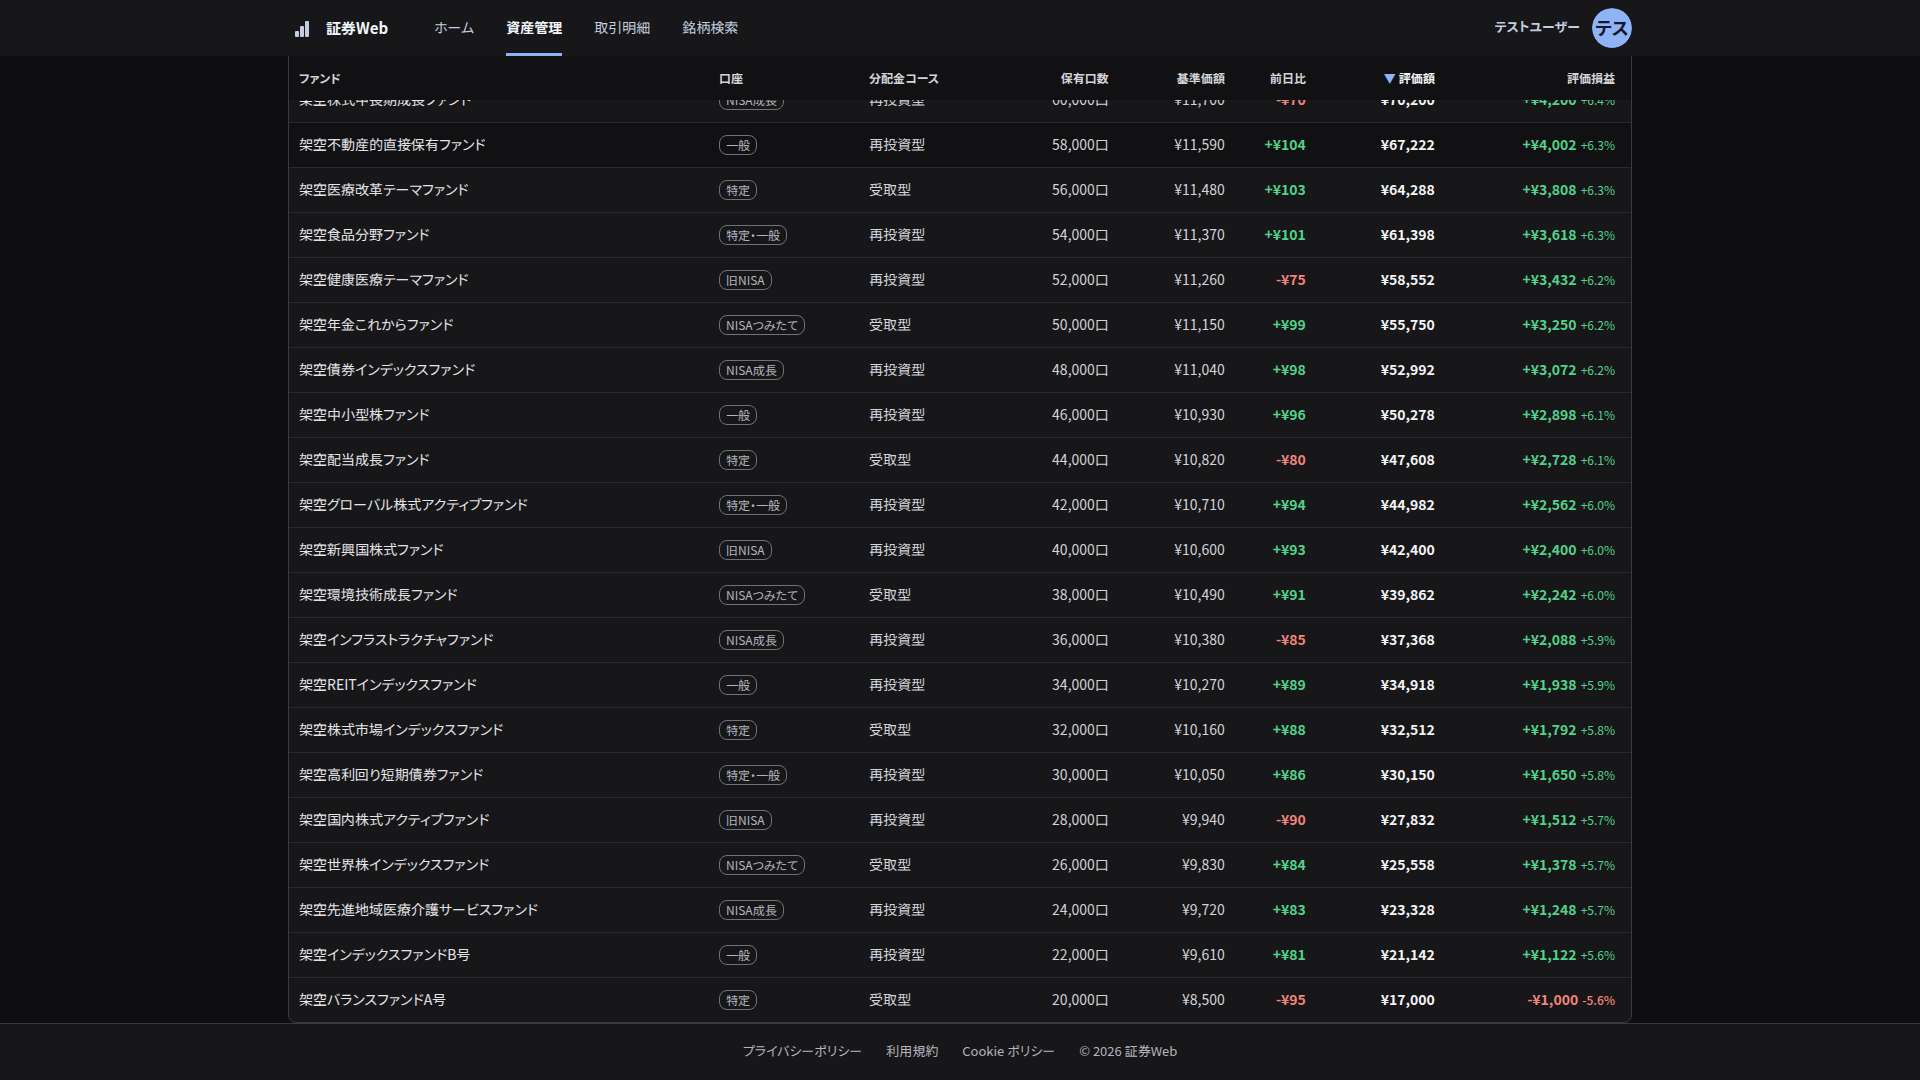 証券Web ホーム 資産管理 取引明細 銘柄検索 テストユーザー テス
ファンド 口座 分配金コース 保有口数 基準価額 前日比 ▼ 評価額 評価損益
架空不動産的直接保有ファンド 一般 再投資型 58,000口 ¥11,590 +¥104 ¥67,222 +¥4,002 +6.3%
架空医療改革テーマファンド 特定 受取型 56,000口 ¥11,480 +¥103 ¥64,288 +¥3,808 +6.3%
架空食品分野ファンド 特定・一般 再投資型 54,000口 ¥11,370 +¥101 ¥61,398 +¥3,618 +6.3%
架空健康医療テーマファンド 旧NISA 再投資型 52,000口 ¥11,260 -¥75 ¥58,552 +¥3,432 +6.2%
架空年金これからファンド NISAつみたて 受取型 50,000口 ¥11,150 +¥99 ¥55,750 +¥3,250 +6.2%
架空債券インデックスファンド NISA成長 再投資型 48,000口 ¥11,040 +¥98 ¥52,992 +¥3,072 +6.2%
架空中小型株ファンド 一般 再投資型 46,000口 ¥10,930 +¥96 ¥50,278 +¥2,898 +6.1%
架空配当成長ファンド 特定 受取型 44,000口 ¥10,820 -¥80 ¥47,608 +¥2,728 +6.1%
架空グローバル株式アクティブファンド 特定・一般 再投資型 42,000口 ¥10,710 +¥94 ¥44,982 +¥2,562 +6.0%
架空新興国株式ファンド 旧NISA 再投資型 40,000口 ¥10,600 +¥93 ¥42,400 +¥2,400 +6.0%
架空環境技術成長ファンド NISAつみたて 受取型 38,000口 ¥10,490 +¥91 ¥39,862 +¥2,242 +6.0%
架空インフラストラクチャファンド NISA成長 再投資型 36,000口 ¥10,380 -¥85 ¥37,368 +¥2,088 +5.9%
架空REITインデックスファンド 一般 再投資型 34,000口 ¥10,270 +¥89 ¥34,918 +¥1,938 +5.9%
架空株式市場インデックスファンド 特定 受取型 32,000口 ¥10,160 +¥88 ¥32,512 +¥1,792 +5.8%
架空高利回り短期債券ファンド 特定・一般 再投資型 30,000口 ¥10,050 +¥86 ¥30,150 +¥1,650 +5.8%
架空国内株式アクティブファンド 旧NISA 再投資型 28,000口 ¥9,940 -¥90 ¥27,832 +¥1,512 +5.7%
架空世界株インデックスファンド NISAつみたて 受取型 26,000口 ¥9,830 +¥84 ¥25,558 +¥1,378 +5.7%
架空先進地域医療介護サービスファンド NISA成長 再投資型 24,000口 ¥9,720 +¥83 ¥23,328 +¥1,248 +5.7%
架空インデックスファンドB号 一般 再投資型 22,000口 ¥9,610 +¥81 ¥21,142 +¥1,122 +5.6%
架空バランスファンドA号 特定 受取型 20,000口 ¥8,500 -¥95 ¥17,000 -¥1,000 -5.6%
プライバシーポリシー 利用規約 Cookie ポリシー © 2026 証券Web